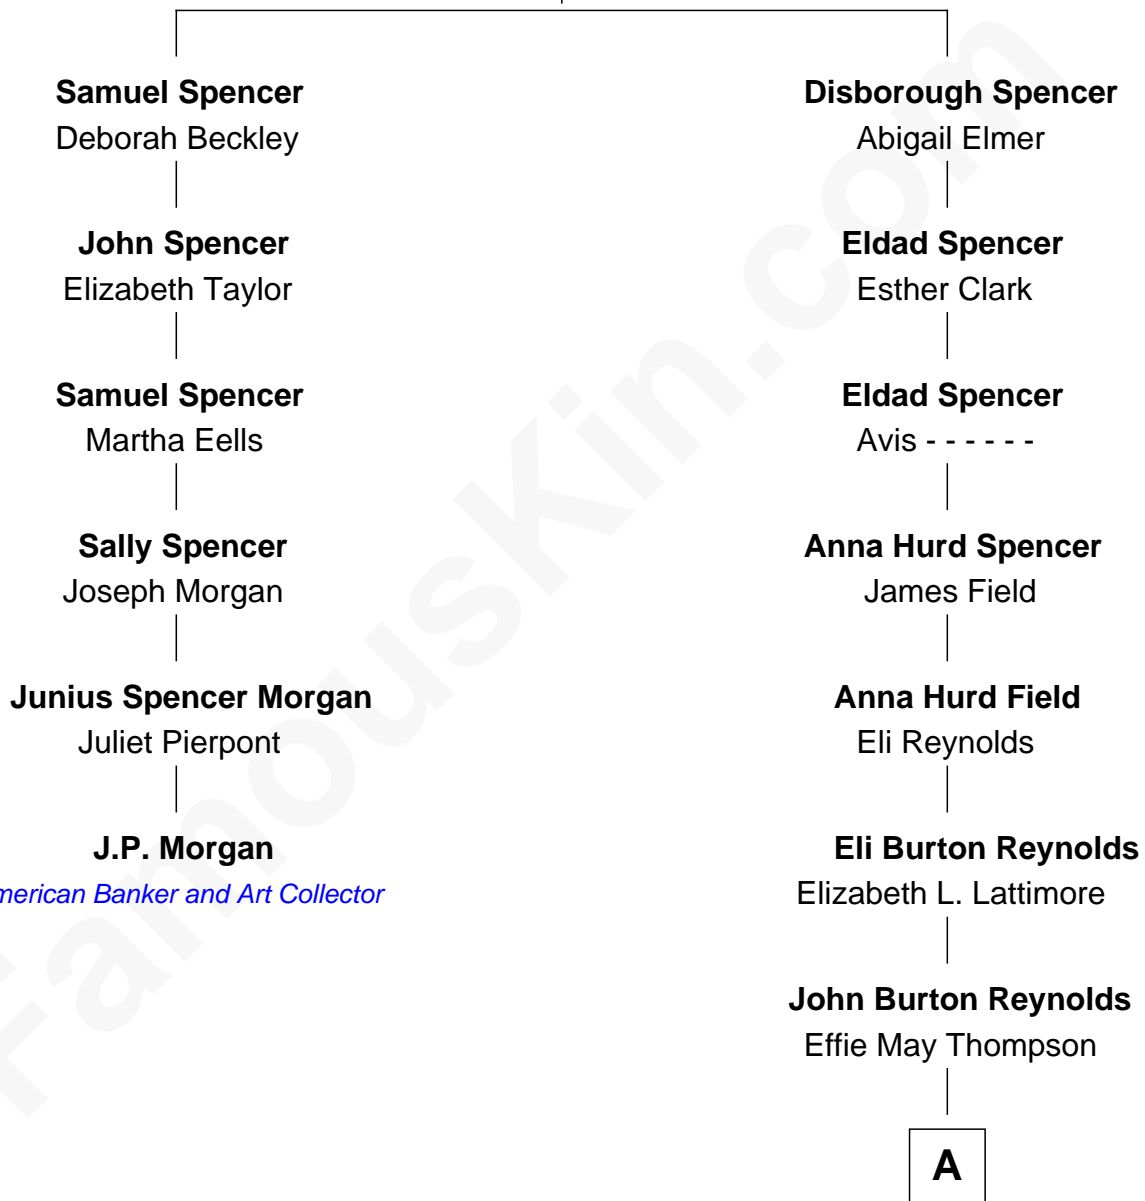 Samuel Spencer
Deborah Beckley
John Spencer
Elizabeth Taylor
Samuel Spencer
Martha Eells
Sally Spencer
Joseph Morgan
Junius Spencer Morgan
Juliet Pierpont
J.P. Morgan
merican Banker and Art Collector
Disborough Spencer
Abigail Elmer
Eldad Spencer
Esther Clark
Eldad Spencer
Avis - - - - - -
Anna Hurd Spencer
James Field
Anna Hurd Field
Eli Reynolds
Eli Burton Reynolds
Elizabeth L. Lattimore
John Burton Reynolds
Effie May Thompson
A
FamousKin.com